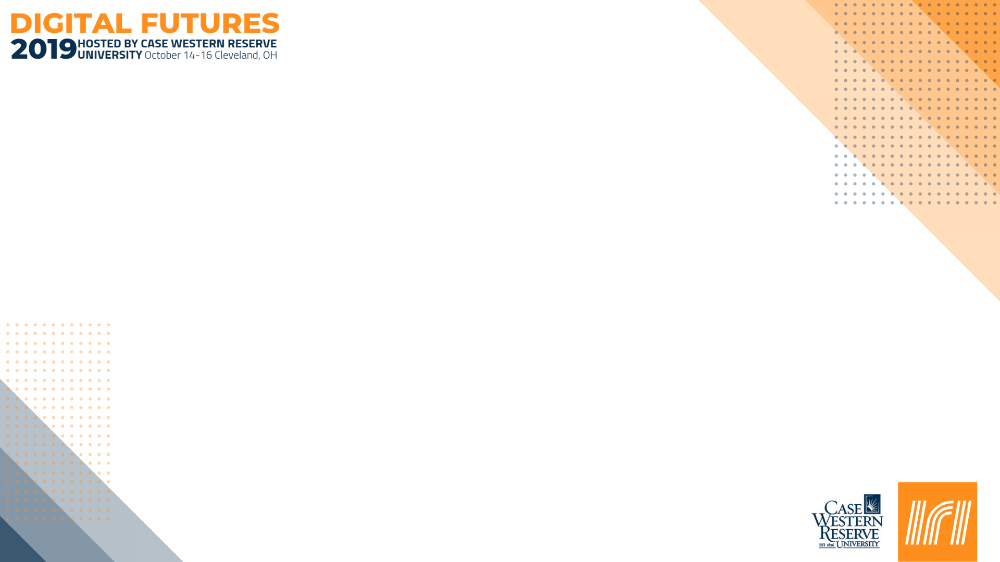 DIGITAL FUTURES
2019 HOSTED BY CASE WESTERN RESERVE
UNIVERSITY October 14-16 Cleveland, OH
CASE
WESTERN
RESERVE
EST. 1826 UNIVERSITY
iri